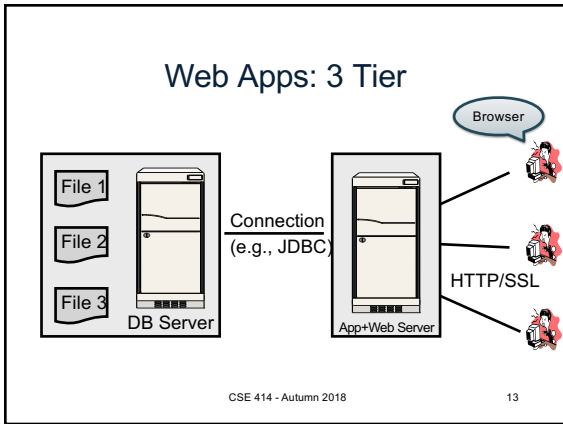 Web Apps: 3 Tier
Browser
File 1
File 2
File 3
DB Server
Connection
(e.g., JDBC)
App+Web Server
HTTP/SSL
CSE 414 - Autumn 2018
13